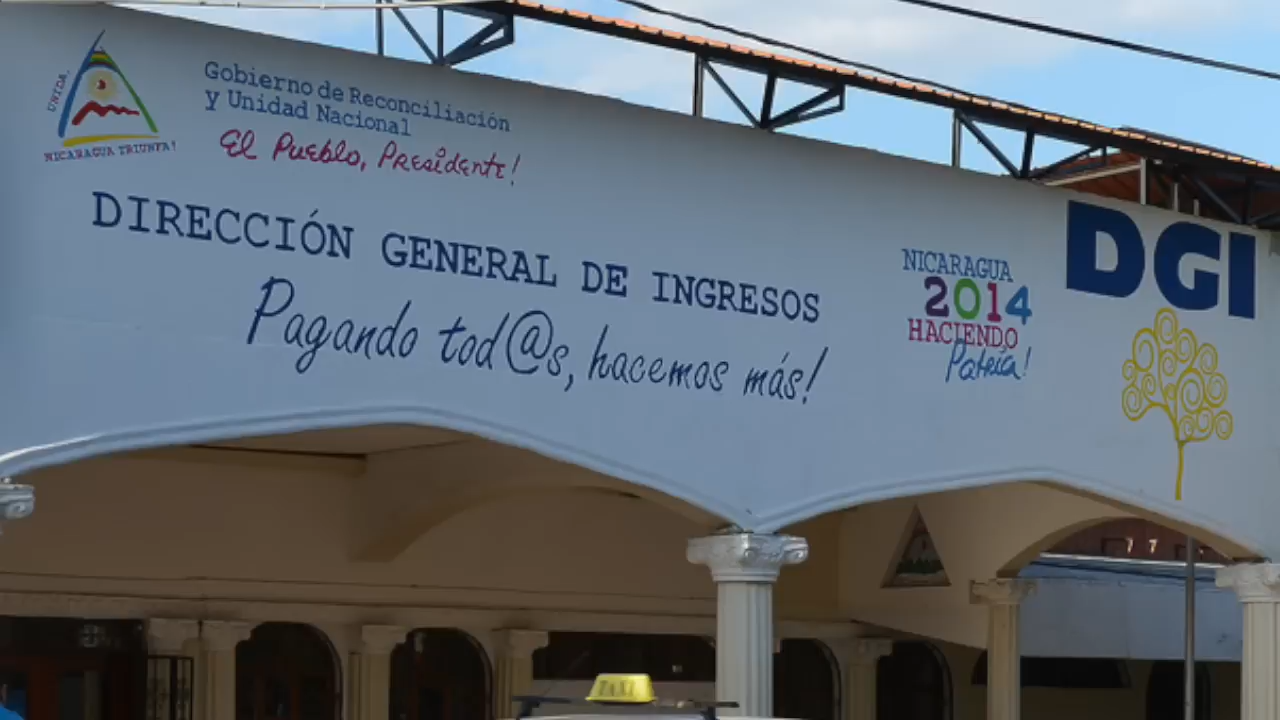 UNIDA,
NICARAGUA TRIUNFA!
Gobierno de Reconciliación
y Unidad Nacional
El Pueblo, Presidente!
DIRECCIÓN GENERAL DE INGRESOS
Pagando tod@s, hacemos más!
NICARAGUA
2014
HACIENDO
Patria!
DGI
TAXI